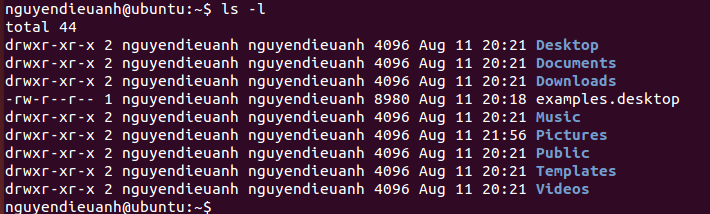 nguyendieuanh@ubuntu:~$ ls -l
total 44
drwxr-xr-x 2 nguyendieuanh nguyendieuanh 4096 Aug 11 20:21 Desktop
drwxr-xr-x 2 nguyendieuanh nguyendieuanh 4096 Aug 11 20:21 Documents
drwxr-xr-x 2 nguyendieuanh nguyendieuanh 4096 Aug 11 20:21 Downloads
-rw-r--r-- 1 nguyendieuanh nguyendieuanh 8980 Aug 11 20:18 examples.desktop
drwxr-xr-x 2 nguyendieuanh nguyendieuanh 4096 Aug 11 20:21 Music
drwxr-xr-x 2 nguyendieuanh nguyendieuanh 4096 Aug 11 21:56 Pictures
drwxr-xr-x 2 nguyendieuanh nguyendieuanh 4096 Aug 11 20:21 Public
drwxr-xr-x 2 nguyendieuanh nguyendieuanh 4096 Aug 11 20:21 Templates
drwxr-xr-x 2 nguyendieuanh nguyendieuanh 4096 Aug 11 20:21 Videos
nguyendieuanh@ubuntu:~$